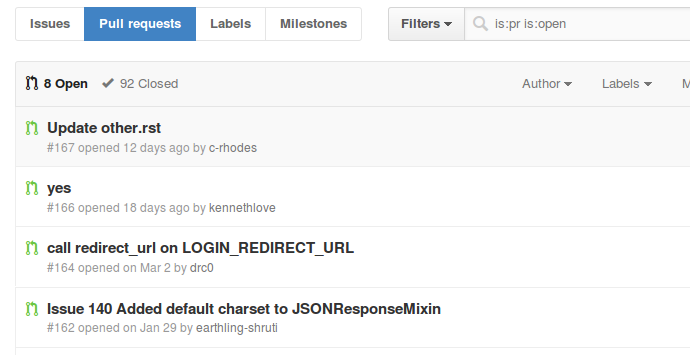 Issues Pull requests Labels Milestones Filters is:pr is:open
8 Open 92 Closed Author Labels M
Update other.rst
#167 opened 12 days ago by c-rhodes
yes
#166 opened 18 days ago by kennethlove
call redirect_url on LOGIN_REDIRECT_URL
#164 opened on Mar 2 by drc0
Issue 140 Added default charset to JSONResponseMixin
#162 opened on Jan 29 by earthling-shruti